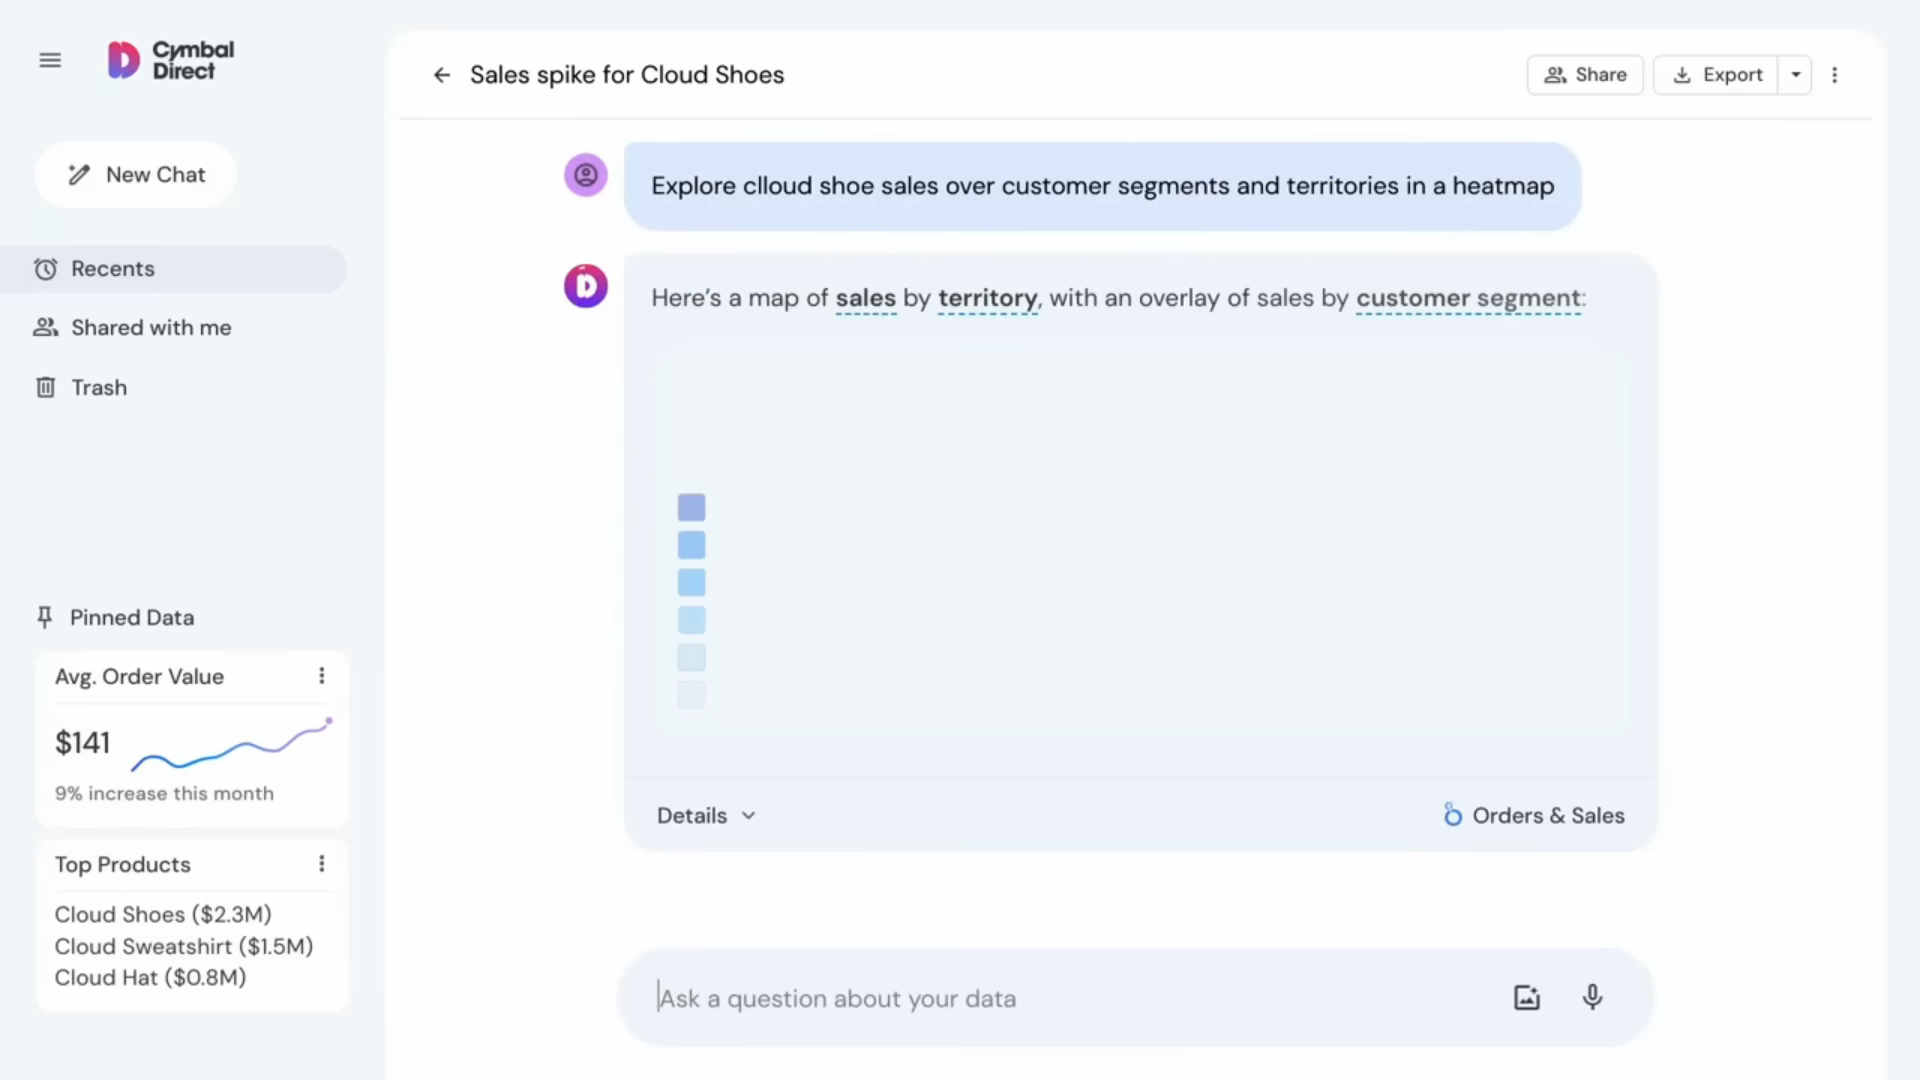 Cymbal
Direct
Sales spike for Cloud Shoes
Share
Export
New Chat
Recents
Shared with me
Trash
Explore clloud shoe sales over customer segments and territories in a heatmap
Here's a map of sales by territory, with an overlay of sales by customer segment:
Details
Orders & Sales
Pinned Data
Avg. Order Value
$141
9% increase this month
Top Products
Cloud Shoes ($2.3M)
Cloud Sweatshirt ($1.5M)
Cloud Hat ($0.8M)
Ask a question about your data